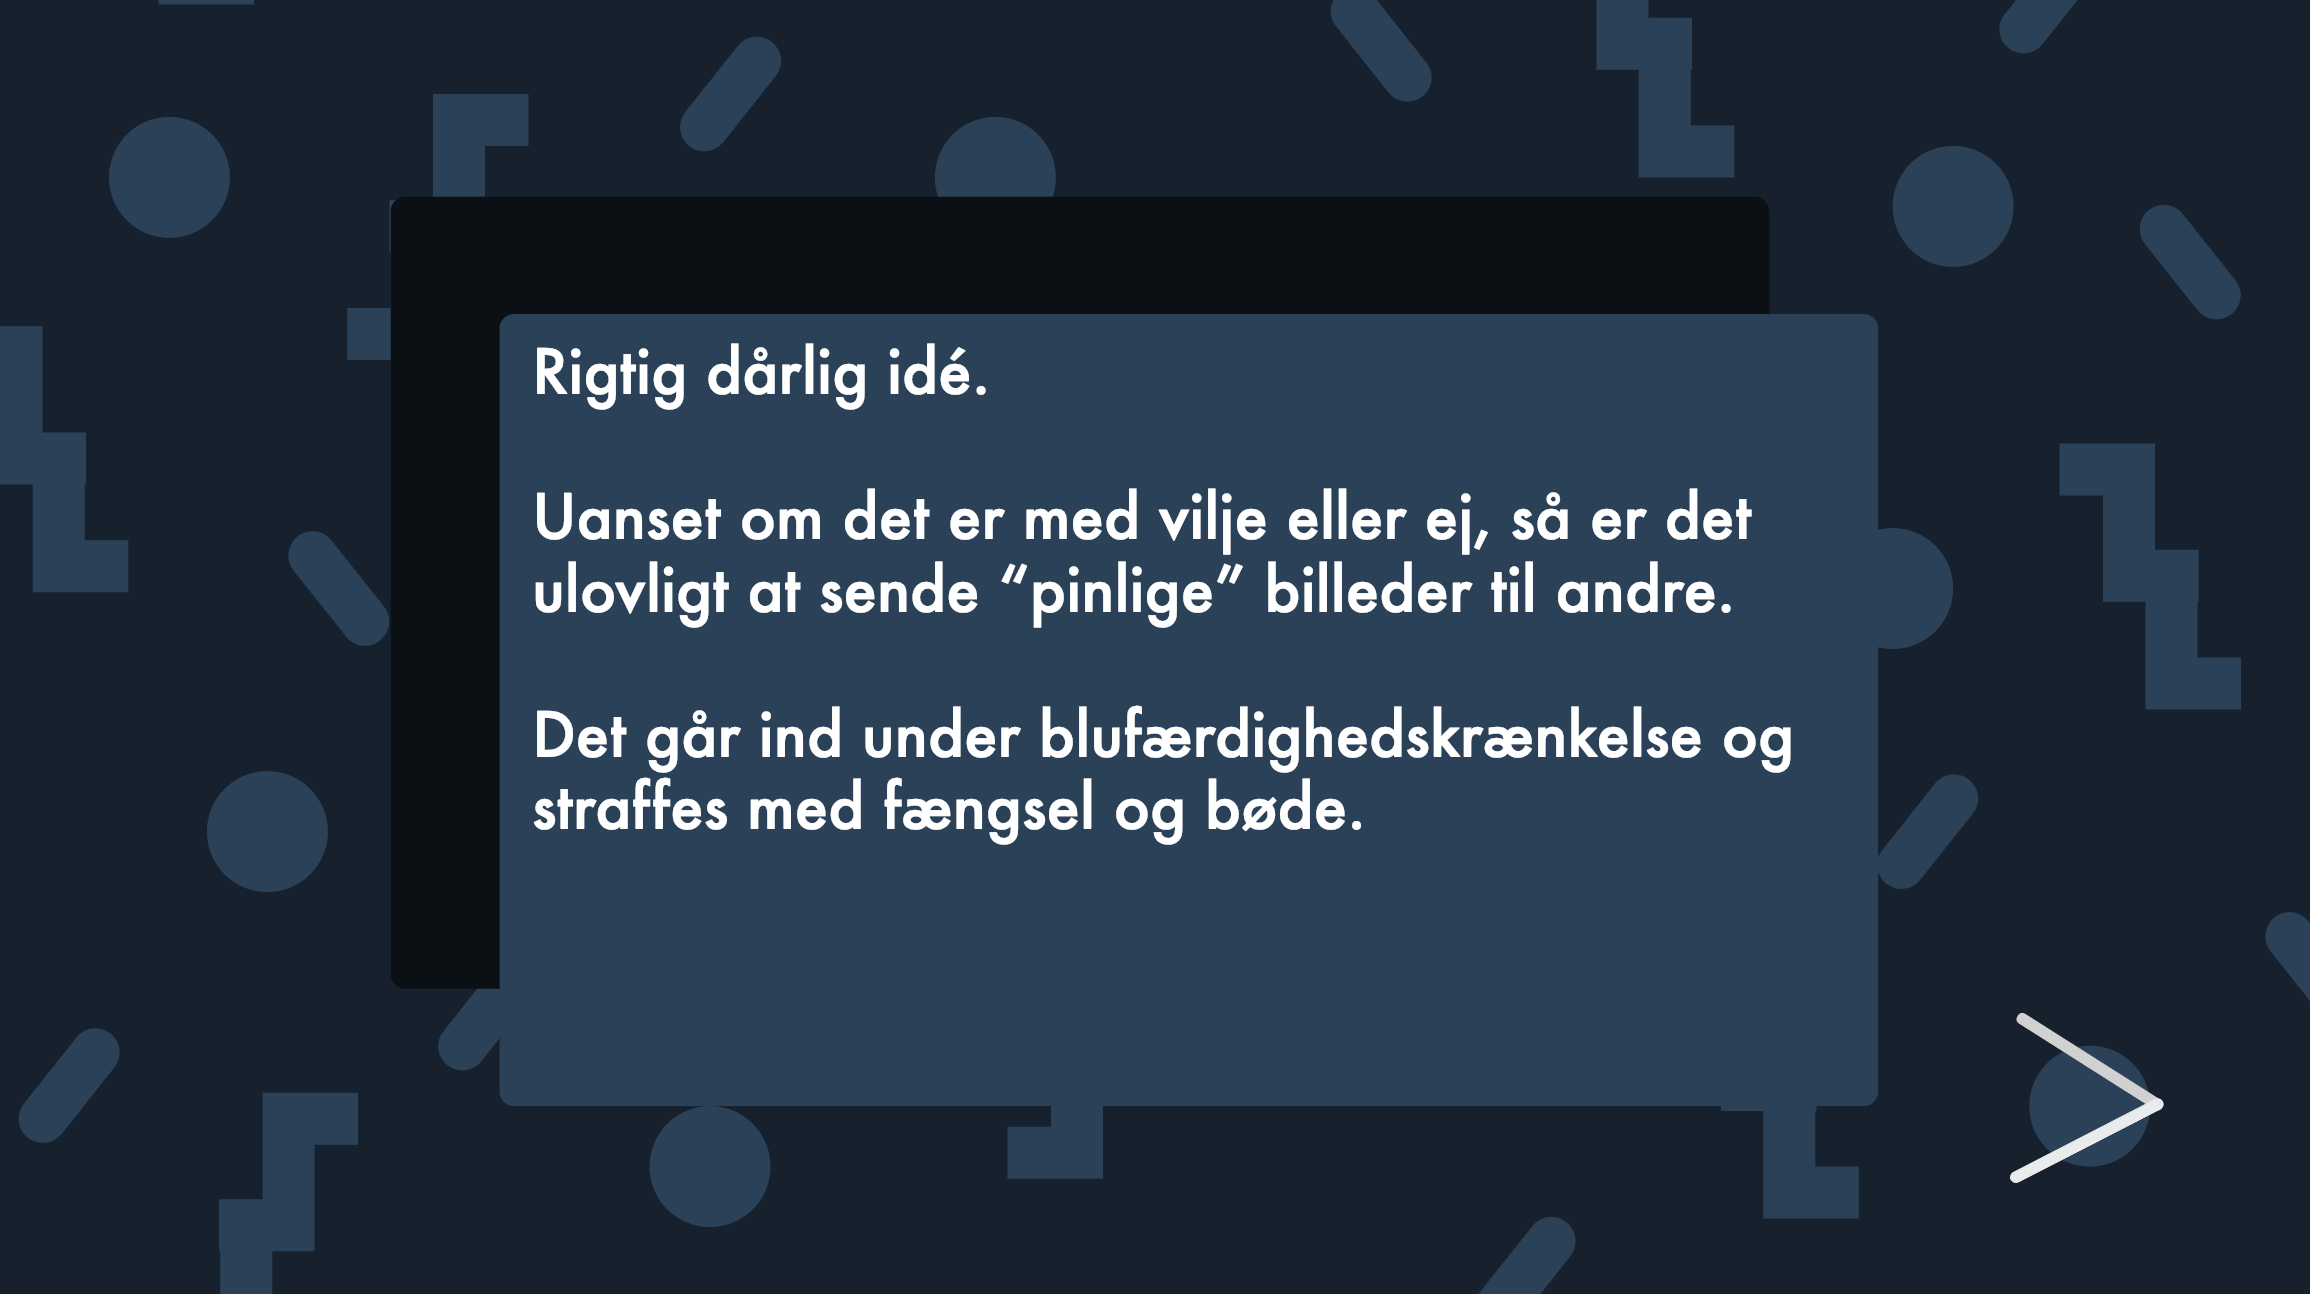 Rigtig dårlig idé.
Uanset om det er med vilje eller ej, så er det
ulovligt at sende “pinlige” billeder til andre.
Det går ind under blufærdighedskrænkelse og
straffes med fængsel og bøde.